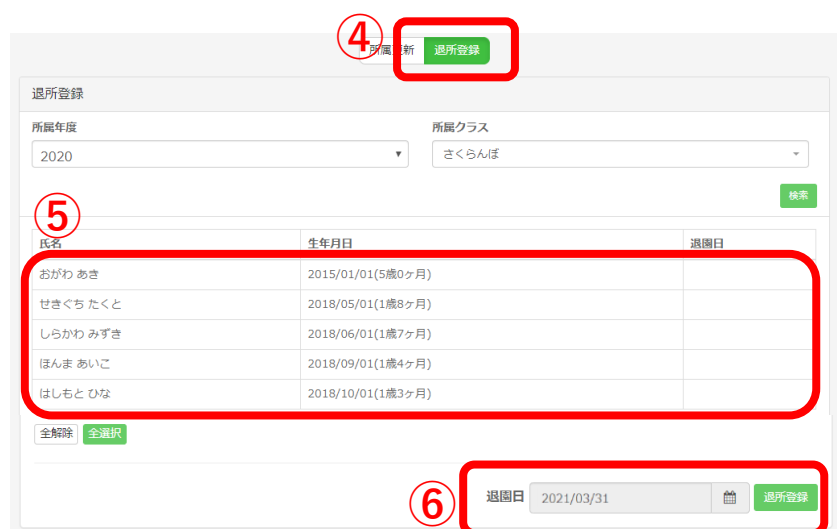 ④
所属更新 退所登録
退所登録
所属年度 所属クラス
2020 さくらんぼ
検索
⑤
氏名 生年月日 退園日
おがわ あき 2015/01/01(5歳0ヶ月)
せきぐち たくと 2018/05/01(1歳8ヶ月)
しらかわ みずき 2018/06/01(1歳7ヶ月)
ほんま あいこ 2018/09/01(1歳4ヶ月)
はしもと ひな 2018/10/01(1歳3ヶ月)
全解除 全選択
⑥ 退園日 2021/03/31 退所登録